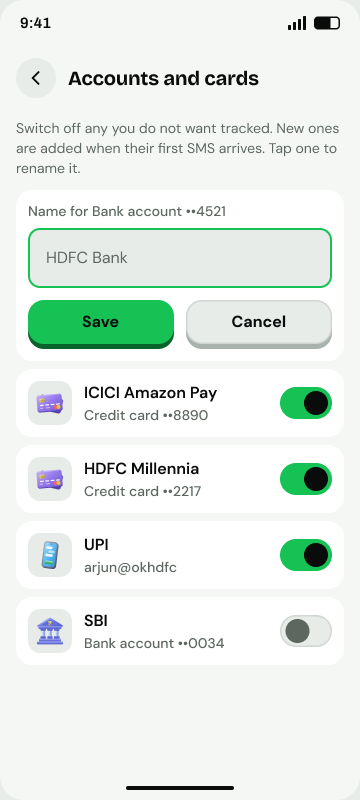 9:41
Accounts and cards
Switch off any you do not want tracked. New ones
are added when their first SMS arrives. Tap one to
rename it.
Name for Bank account ••4521
HDFC Bank
Save
Cancel
ICICI Amazon Pay
Credit card ••8890
HDFC Millennia
Credit card ••2217
UPI
arjun@okhdfc
SBI
Bank account ••0034